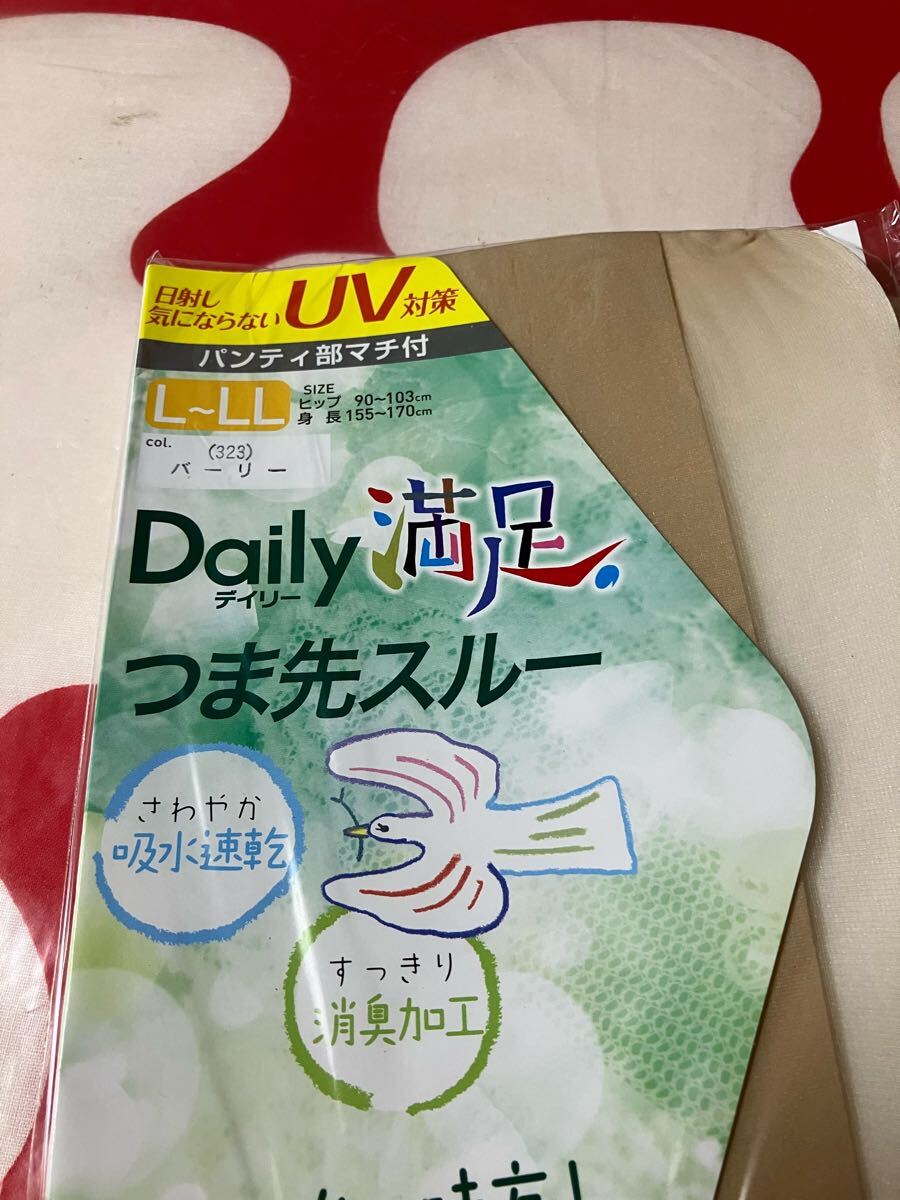 日射し
気にならない UV 対策
パンティ部マチ付
L~LL
SIZE
ヒップ 90~103cm
身長 155~170cm
col.
(323)
バーリー
Daily 満足。
デイリー
つま先スルー
さわやか
吸水速乾
すっきり
消臭加工